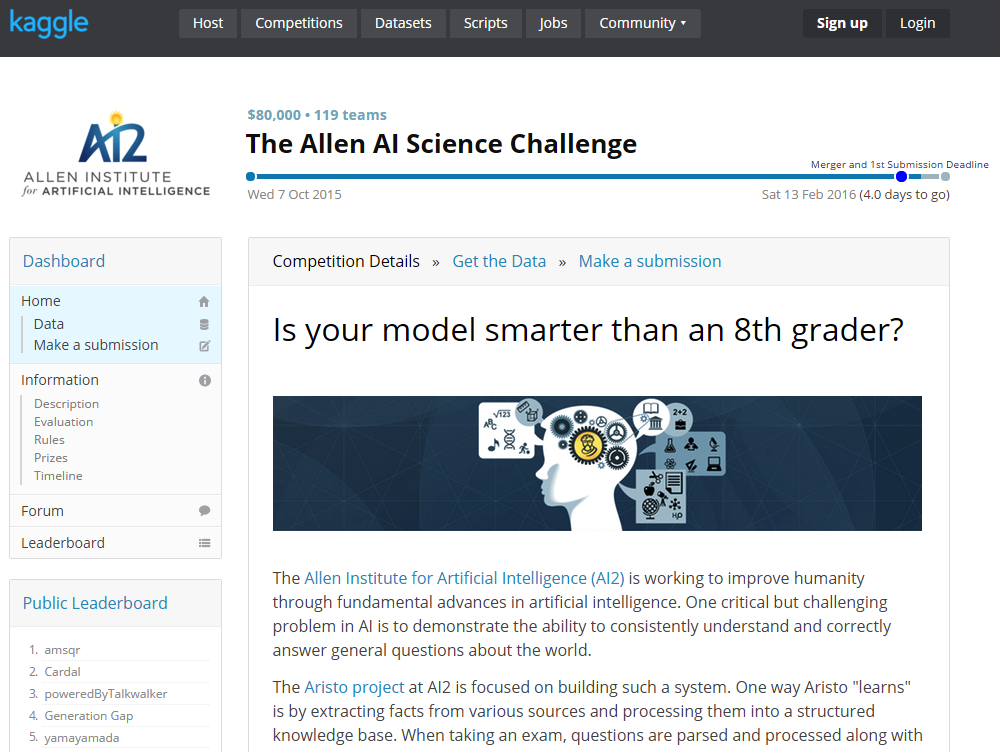 kaggle
Host
Competitions
Datasets
Scripts
Jobs
Community
Sign up
Login
AI2
ALLEN INSTITUTE
for ARTIFICIAL INTELLIGENCE
$80,000 • 119 teams
The Allen AI Science Challenge
Merger and 1st Submission Deadline
Wed 7 Oct 2015
Sat 13 Feb 2016 (4.0 days to go)
Dashboard
Home
Data
Make a submission
Information
Description
Evaluation
Rules
Prizes
Timeline
Forum
Leaderboard
Public Leaderboard
1. amsqr
2. Cardal
3. poweredByTalkwalker
4. Generation Gap
5. yamayamada
Competition Details » Get the Data » Make a submission
Is your model smarter than an 8th grader?
√123
ABC
2+2
H₂O
The Allen Institute for Artificial Intelligence (AI2) is working to improve humanity
through fundamental advances in artificial intelligence. One critical but challenging
problem in AI is to demonstrate the ability to consistently understand and correctly
answer general questions about the world.
The Aristo project at AI2 is focused on building such a system. One way Aristo "learns"
is by extracting facts from various sources and processing them into a structured
knowledge base. When taking an exam, questions are parsed and processed along with